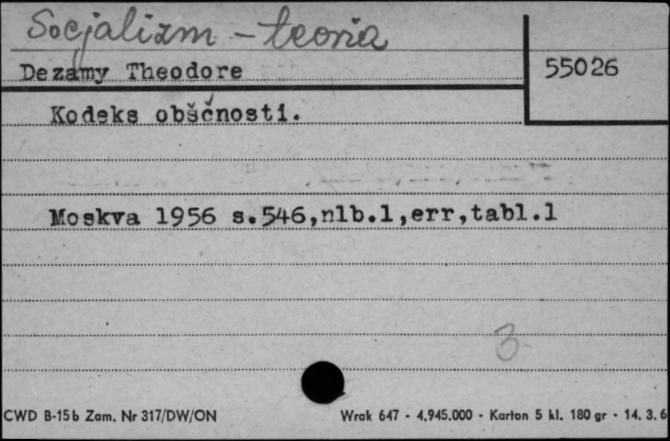 Socjalizm - teoria
Dezamy Theodore
55026
Kodeks obščnosti.
Moskva 1956 s.546,nlb.1,err,tabl.1
3
CWD B-15b Zam. Nr 317/DW/ON
Wrak 647 - 4,945.000 - Karton 5 kl. 180 gr - 14. 3. 6